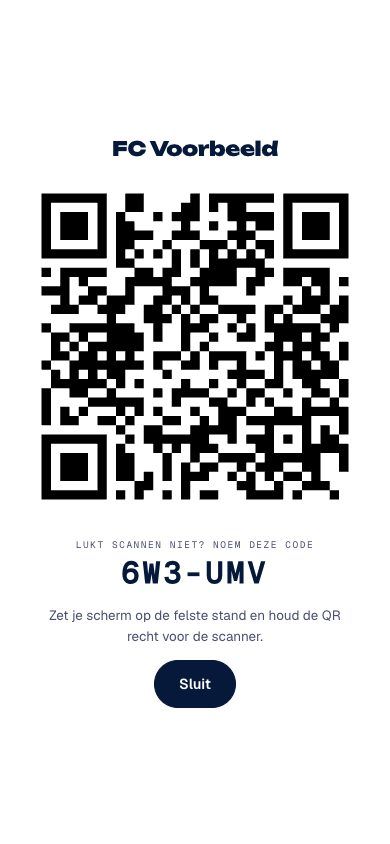 FC Voorbeeld
LUKT SCANNEN NIET? NOEM DEZE CODE
6W3-UMV
Zet je scherm op de felste stand en houd de QR
recht voor de scanner.
Sluit